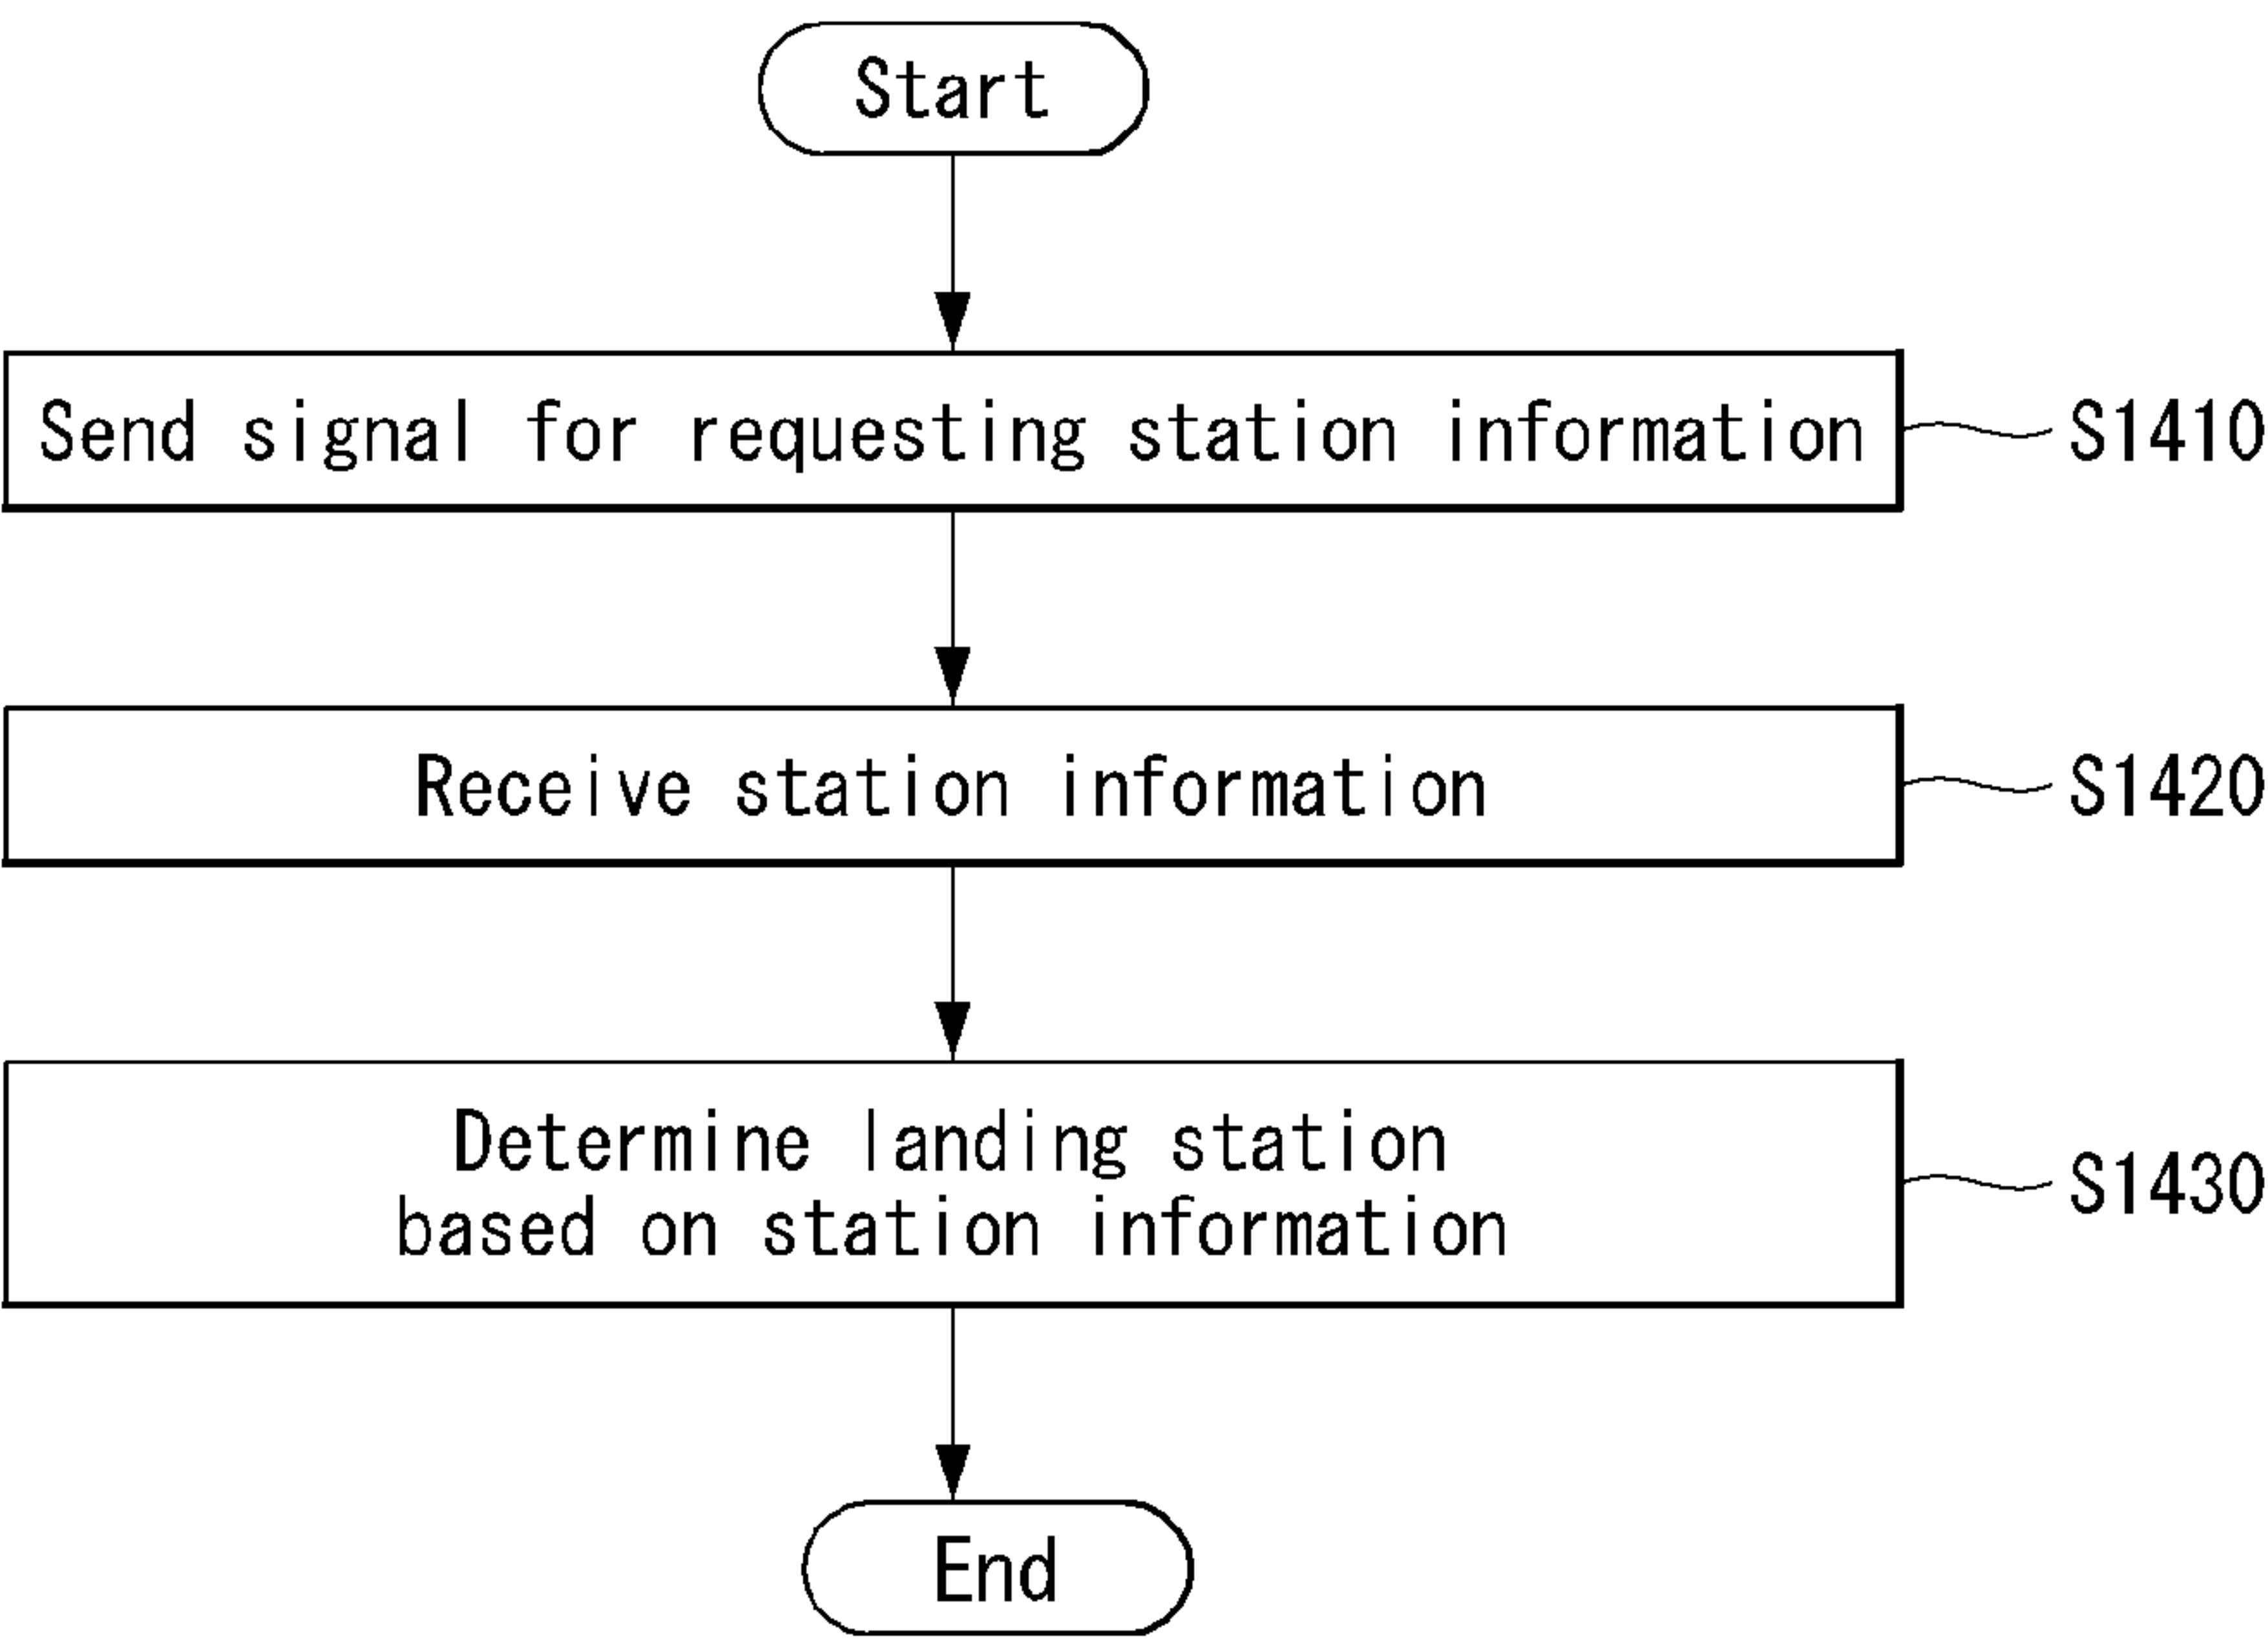 Start
Send signal for requesting station information
S1410
Receive station information
S1420
Determine landing station
based on station information
S1430
End